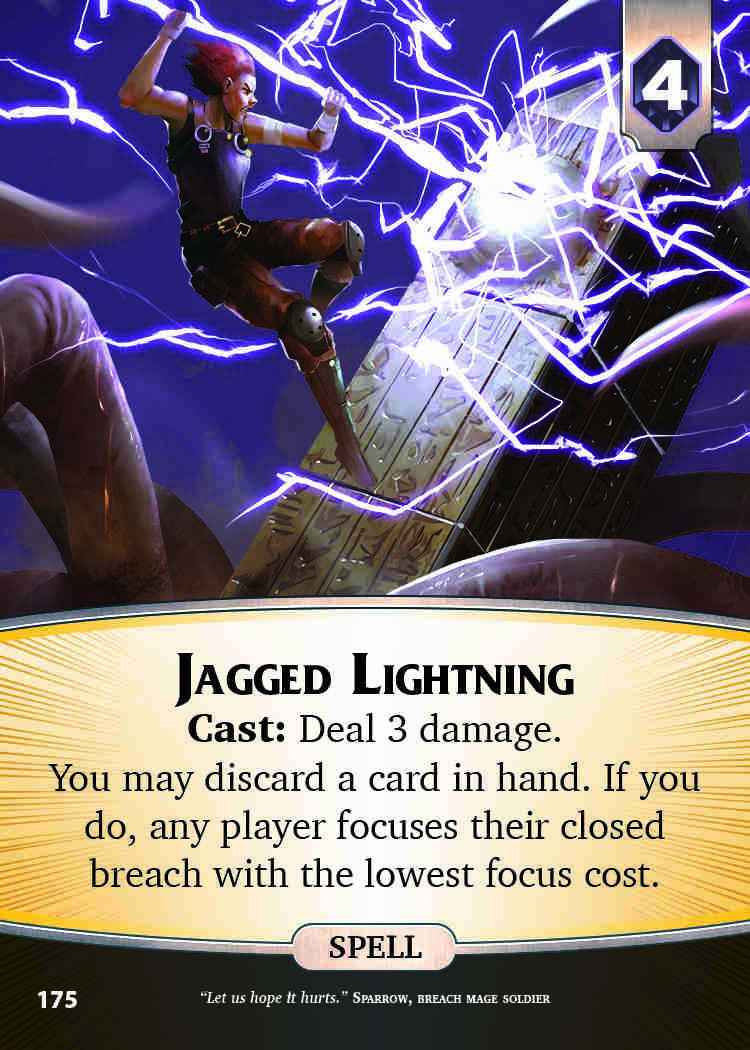 4
Jagged Lightning
Cast: Deal 3 damage.
You may discard a card in hand. If you
do, any player focuses their closed
breach with the lowest focus cost.
SPELL
175
“Let us hope it hurts.” Sparrow, breach mage soldier